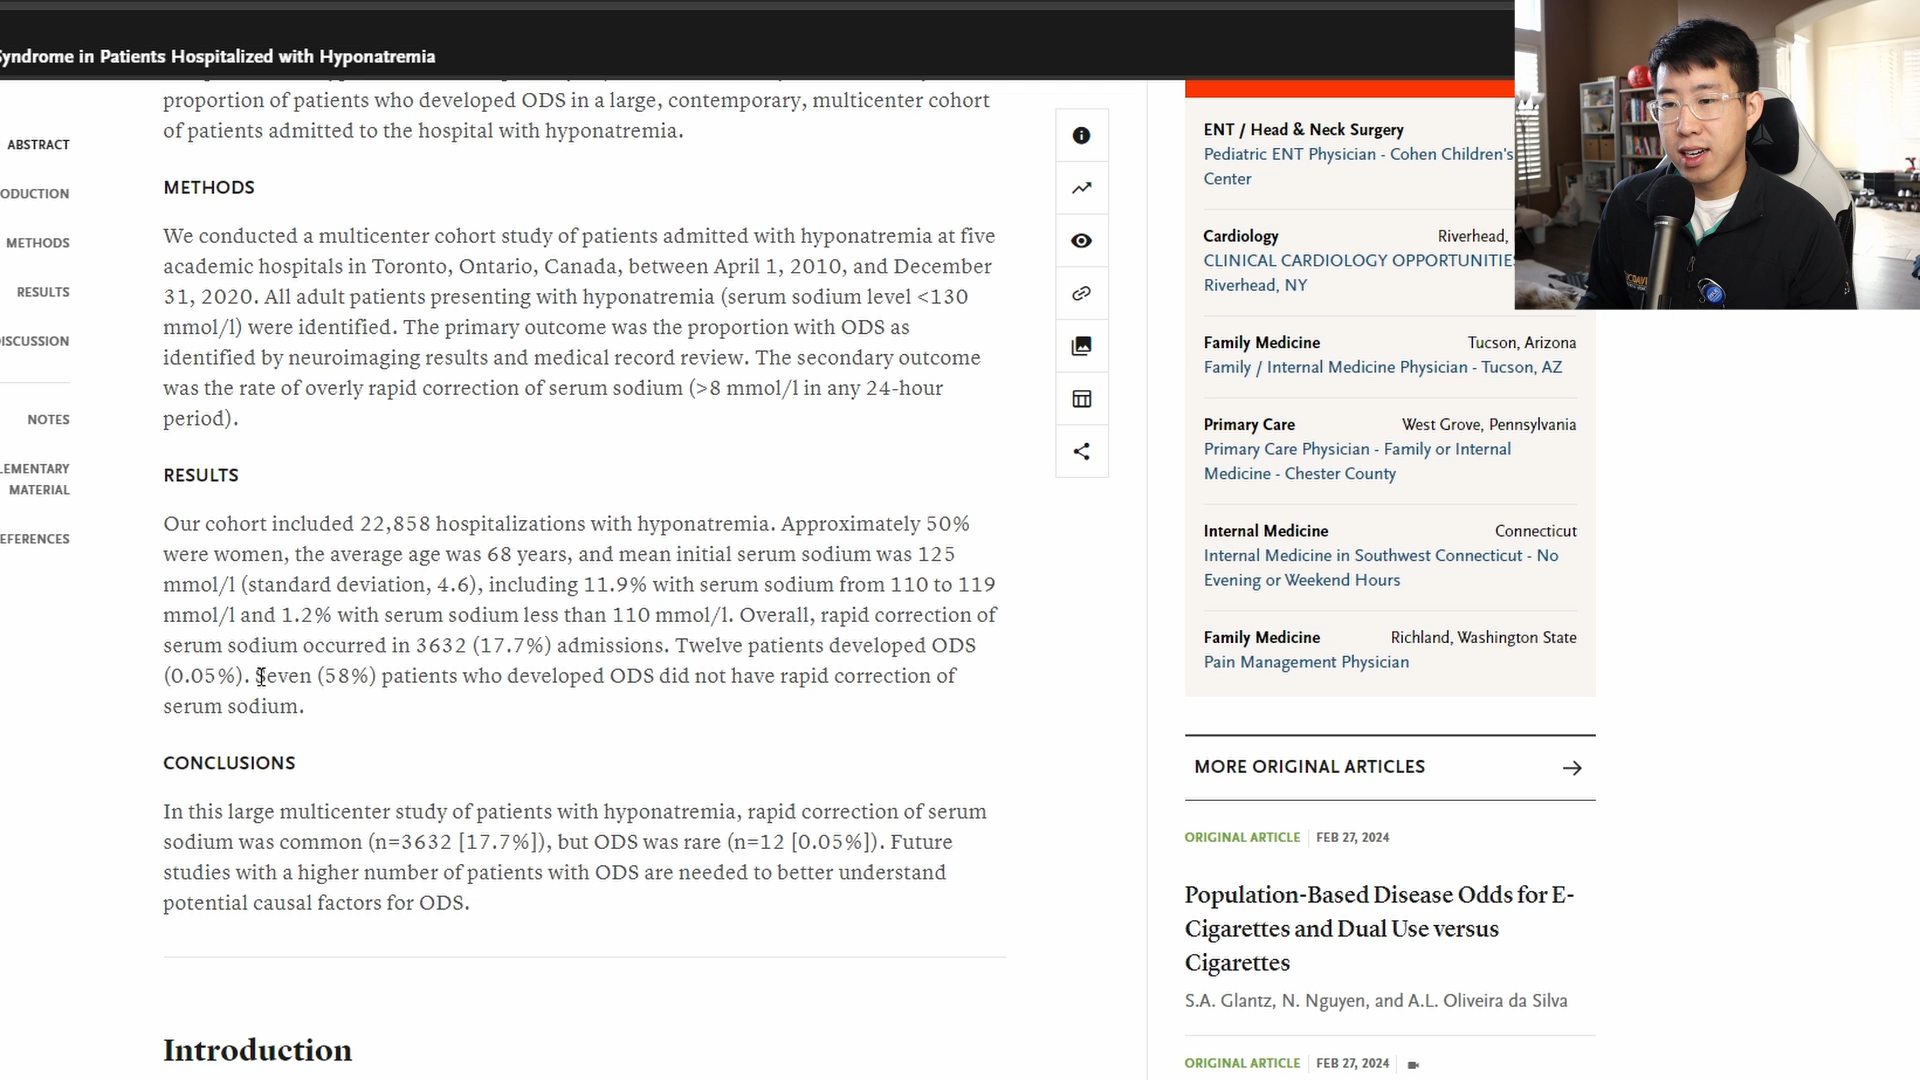 Syndrome in Patients Hospitalized with Hyponatremia
ABSTRACT
ODUCTION
METHODS
RESULTS
ISCUSSION
NOTES
LEMENTARY
MATERIAL
EFERENCES
proportion of patients who developed ODS in a large, contemporary, multicenter cohort
of patients admitted to the hospital with hyponatremia.
METHODS
We conducted a multicenter cohort study of patients admitted with hyponatremia at five
academic hospitals in Toronto, Ontario, Canada, between April 1, 2010, and December
31, 2020. All adult patients presenting with hyponatremia (serum sodium level <130
mmol/l) were identified. The primary outcome was the proportion with ODS as
identified by neuroimaging results and medical record review. The secondary outcome
was the rate of overly rapid correction of serum sodium (>8 mmol/l in any 24-hour
period).
RESULTS
Our cohort included 22,858 hospitalizations with hyponatremia. Approximately 50%
were women, the average age was 68 years, and mean initial serum sodium was 125
mmol/l (standard deviation, 4.6), including 11.9% with serum sodium from 110 to 119
mmol/l and 1.2% with serum sodium less than 110 mmol/l. Overall, rapid correction of
serum sodium occurred in 3632 (17.7%) admissions. Twelve patients developed ODS
(0.05%). Seven (58%) patients who developed ODS did not have rapid correction of
serum sodium.
CONCLUSIONS
In this large multicenter study of patients with hyponatremia, rapid correction of serum
sodium was common (n=3632 [17.7%]), but ODS was rare (n=12 [0.05%]). Future
studies with a higher number of patients with ODS are needed to better understand
potential causal factors for ODS.
Introduction
ENT / Head & Neck Surgery
Pediatric ENT Physician - Cohen Children's
Center
Cardiology Riverhead,
CLINICAL CARDIOLOGY OPPORTUNITIES
Riverhead, NY
Family Medicine Tucson, Arizona
Family / Internal Medicine Physician - Tucson, AZ
Primary Care West Grove, Pennsylvania
Primary Care Physician - Family or Internal
Medicine - Chester County
Internal Medicine Connecticut
Internal Medicine in Southwest Connecticut - No
Evening or Weekend Hours
Family Medicine Richland, Washington State
Pain Management Physician
MORE ORIGINAL ARTICLES
ORIGINAL ARTICLE FEB 27, 2024
Population-Based Disease Odds for E-
Cigarettes and Dual Use versus
Cigarettes
S.A. Glantz, N. Nguyen, and A.L. Oliveira da Silva
ORIGINAL ARTICLE FEB 27, 2024